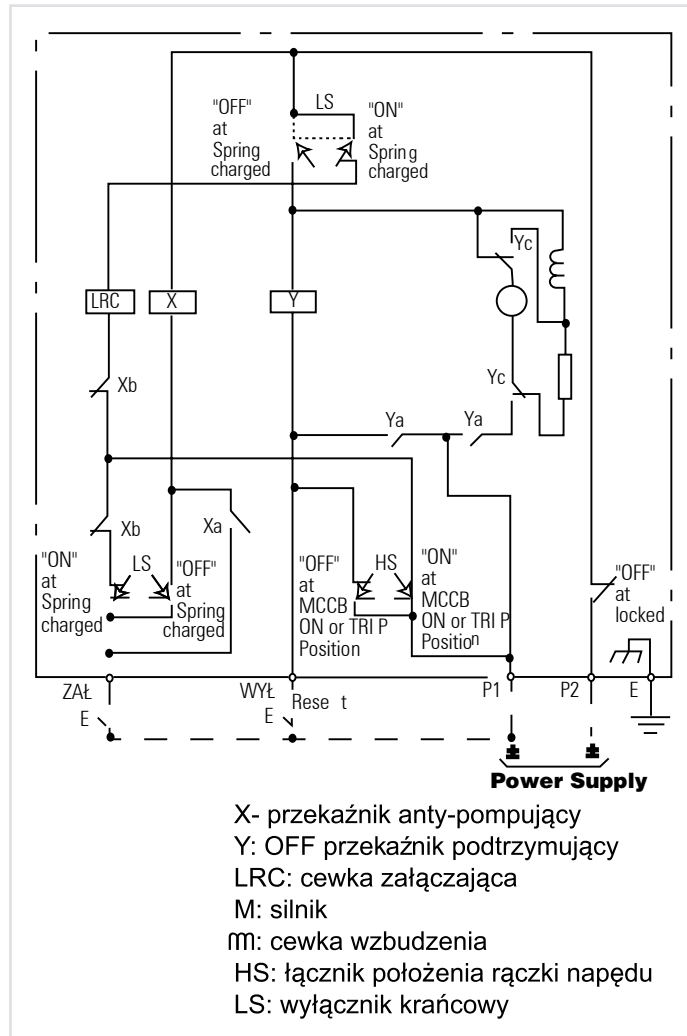 LS
"OFF"
at
Spring
charged
"ON"
at
Spring
charged
Yc
LRC
X
Y
Xb
Yc
Ya
Ya
Xb
Xa
"ON"
at
Spring
charged
LS
"OFF"
at
Spring
charged
"OFF"
at
MCCB
ON or TRI P
Position
HS
"ON"
at
MCCB
ON or TRI P
Position
"OFF"
at
locked
ZAŁ
WYŁ
Rese t
P1
P2
E
E
E
Power Supply
X- przekaźnik anty-pompujący
Y: OFF przekaźnik podtrzymujący
LRC: cewka załączająca
M: silnik
: cewka wzbudzenia
HS: łącznik położenia rączki napędu
LS: wyłącznik krańcowy